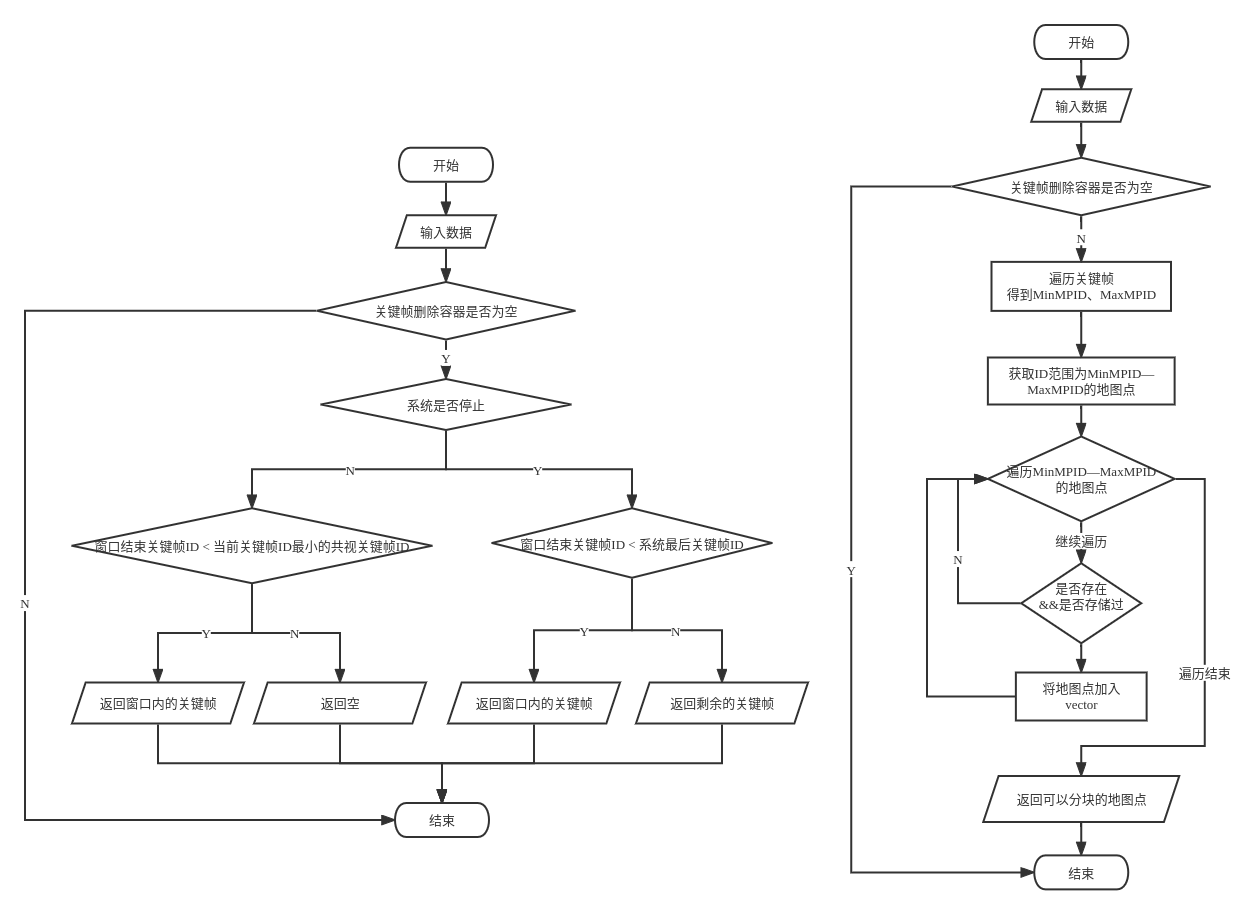 开始
输入数据
关键帧删除容器是否为空
Y
系统是否停止
N
Y
窗口结束关键帧ID < 当前关键帧ID最小的共视关键帧ID
窗口结束关键帧ID < 系统最后关键帧ID
N
Y
N
Y
N
返回窗口内的关键帧
返回空
返回窗口内的关键帧
返回剩余的关键帧
结束
开始
输入数据
关键帧删除容器是否为空
N
遍历关键帧
得到MinMPID、MaxMPID
获取ID范围为MinMPID—
MaxMPID的地图点
遍历MinMPID—MaxMPID
的地图点
继续遍历
N
Y
是否存在
&&是否存储过
遍历结束
将地图点加入
vector
返回可以分块的地图点
结束